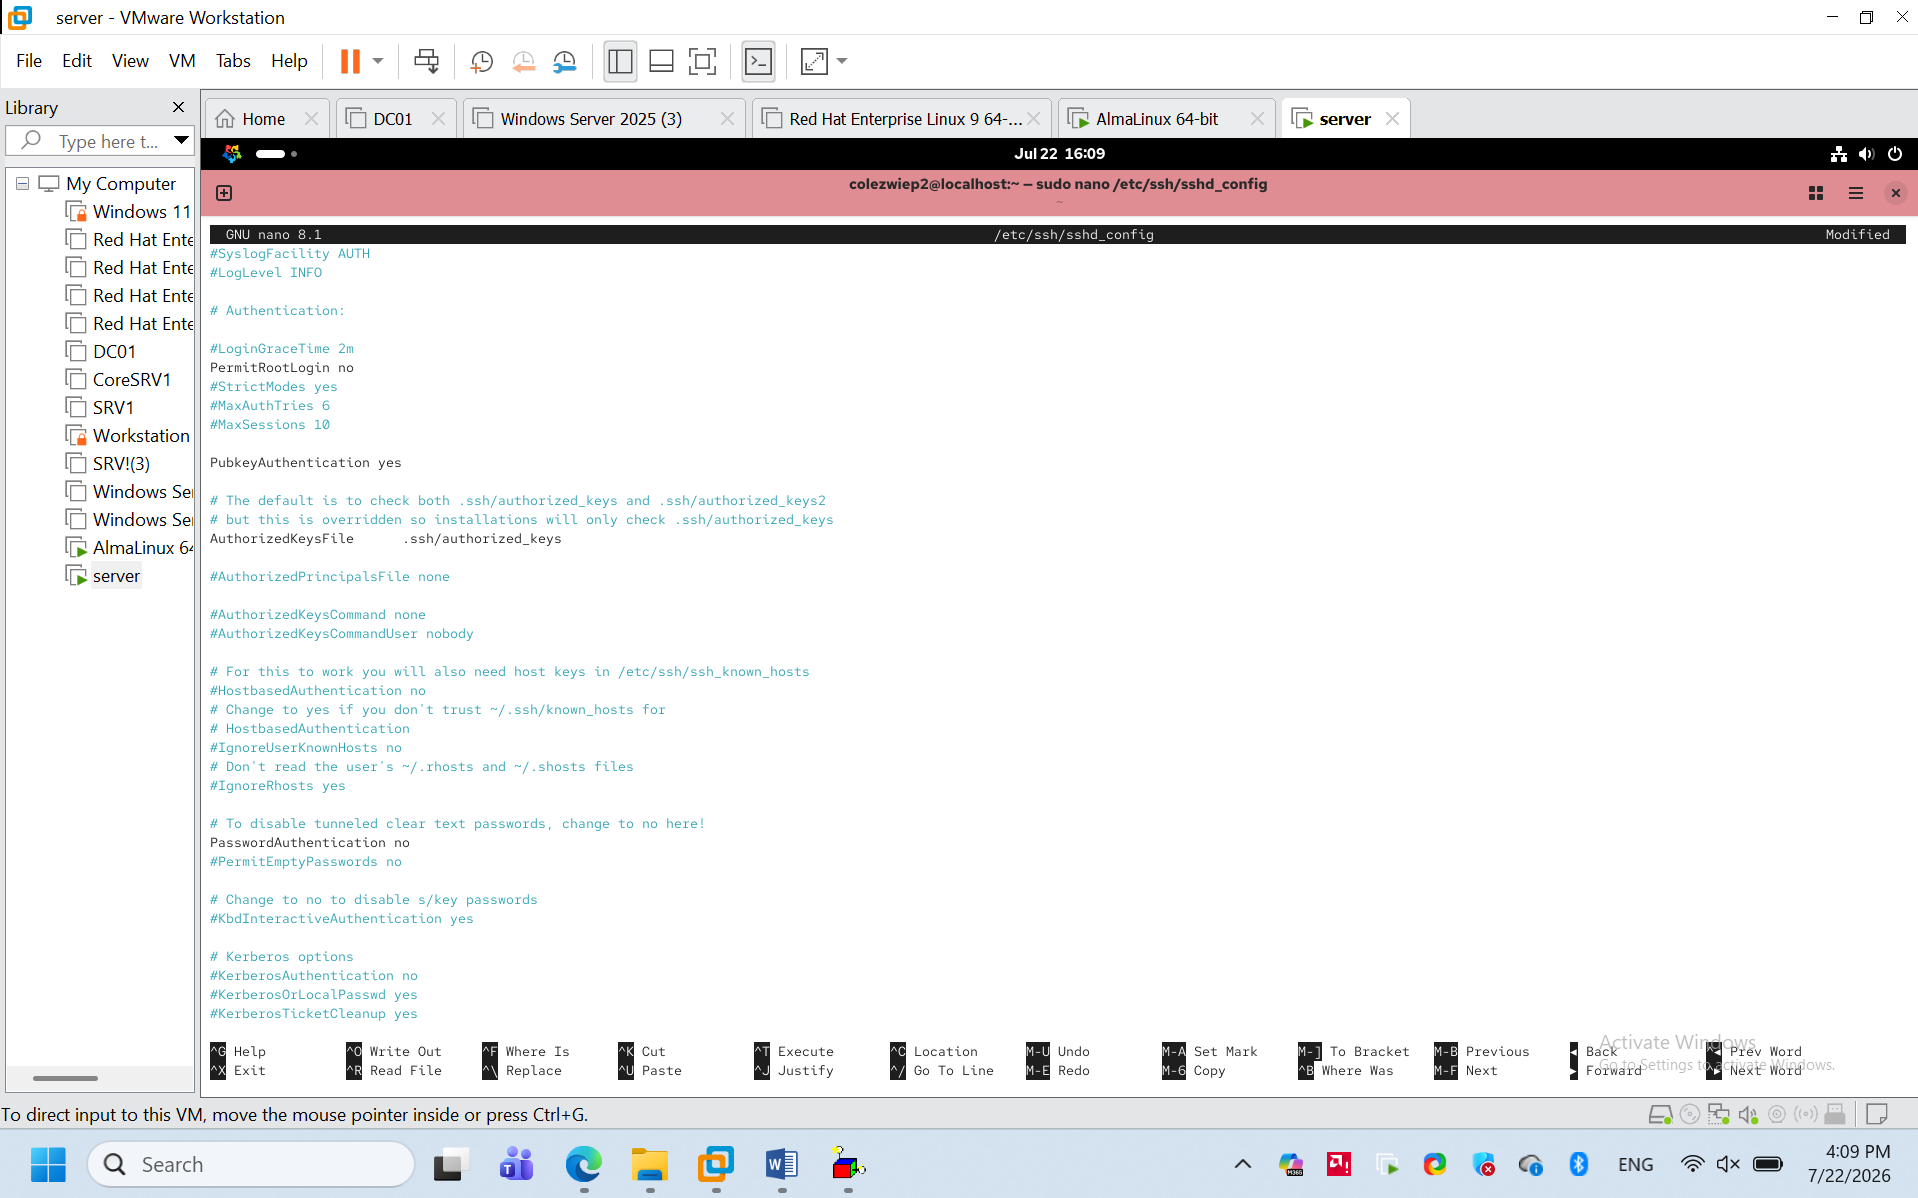 server - VMware Workstation
File Edit View VM Tabs Help
Library
Type here t...
My Computer
Windows 11
Red Hat Ente
Red Hat Ente
Red Hat Ente
Red Hat Ente
DC01
CoreSRV1
SRV1
Workstation
SRV!(3)
Windows Se
Windows Se
AlmaLinux 64
server
Home
DC01
Windows Server 2025 (3)
Red Hat Enterprise Linux 9 64-...
AlmaLinux 64-bit
server
Jul 22 16:09
colezwiep2@localhost:~ — sudo nano /etc/ssh/sshd_config
~
GNU nano 8.1 /etc/ssh/sshd_config Modified
#SyslogFacility AUTH
#LogLevel INFO
# Authentication:
#LoginGraceTime 2m
PermitRootLogin no
#StrictModes yes
#MaxAuthTries 6
#MaxSessions 10
PubkeyAuthentication yes
# The default is to check both .ssh/authorized_keys and .ssh/authorized_keys2
# but this is overridden so installations will only check .ssh/authorized_keys
AuthorizedKeysFile .ssh/authorized_keys
#AuthorizedPrincipalsFile none
#AuthorizedKeysCommand none
#AuthorizedKeysCommandUser nobody
# For this to work you will also need host keys in /etc/ssh/ssh_known_hosts
#HostbasedAuthentication no
# Change to yes if you don't trust ~/.ssh/known_hosts for
# HostbasedAuthentication
#IgnoreUserKnownHosts no
# Don't read the user's ~/.rhosts and ~/.shosts files
#IgnoreRhosts yes
# To disable tunneled clear text passwords, change to no here!
PasswordAuthentication no
#PermitEmptyPasswords no
# Change to no to disable s/key passwords
#KbdInteractiveAuthentication yes
# Kerberos options
#KerberosAuthentication no
#KerberosOrLocalPasswd yes
#KerberosTicketCleanup yes
^G Help ^O Write Out ^F Where Is ^K Cut ^T Execute ^C Location M-U Undo M-A Set Mark M-] To Bracket M-B Previous ◂ Back ^◂ Prev Word
^X Exit ^R Read File ^\ Replace ^U Paste ^J Justify ^/ Go To Line M-E Redo M-6 Copy ^B Where Was M-F Next ▸ Forward ^▸ Next Word
Activate Windows
Go to Settings to activate Windows.
To direct input to this VM, move the mouse pointer inside or press Ctrl+G.
Search
ENG
4:09 PM
7/22/2026